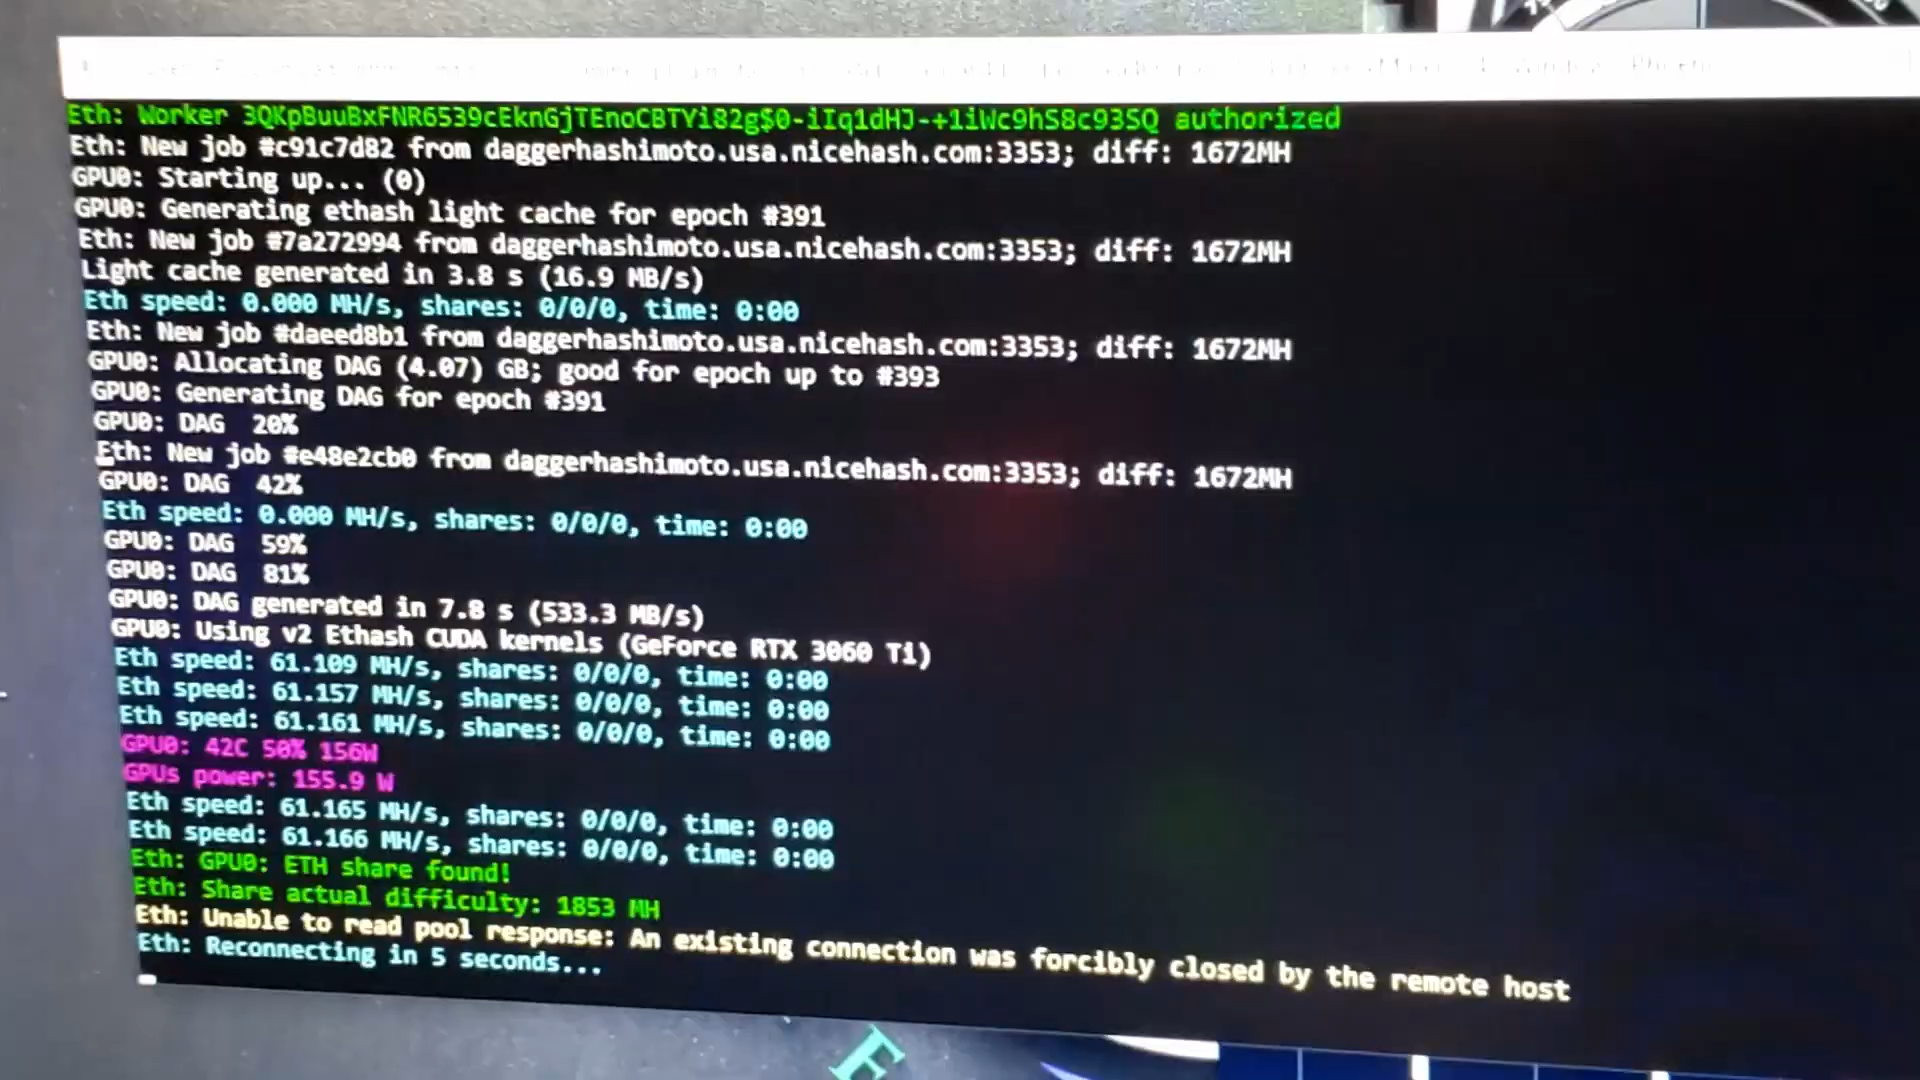 Eth: Worker 3QKpBuuBxFNR6539cEknGjTEnoCBTYi82g$0-iIq1dHJ-+1iWc9hS8c93SQ authorized
Eth: New job #c91c7d82 from daggerhashimoto.usa.nicehash.com:3353; diff: 1672MH
GPU0: Starting up... (0)
GPU0: Generating ethash light cache for epoch #391
Eth: New job #7a272994 from daggerhashimoto.usa.nicehash.com:3353; diff: 1672MH
Light cache generated in 3.8 s (16.9 MB/s)
Eth speed: 0.000 MH/s, shares: 0/0/0, time: 0:00
Eth: New job #daeed8b1 from daggerhashimoto.usa.nicehash.com:3353; diff: 1672MH
GPU0: Allocating DAG (4.07) GB; good for epoch up to #393
GPU0: Generating DAG for epoch #391
GPU0: DAG 20%
Eth: New job #e48e2cb0 from daggerhashimoto.usa.nicehash.com:3353; diff: 1672MH
GPU0: DAG 42%
Eth speed: 0.000 MH/s, shares: 0/0/0, time: 0:00
GPU0: DAG 59%
GPU0: DAG 81%
GPU0: DAG generated in 7.8 s (533.3 MB/s)
GPU0: Using v2 Ethash CUDA kernels (GeForce RTX 3060 Ti)
Eth speed: 61.109 MH/s, shares: 0/0/0, time: 0:00
Eth speed: 61.157 MH/s, shares: 0/0/0, time: 0:00
Eth speed: 61.161 MH/s, shares: 0/0/0, time: 0:00
GPU0: 42C 50% 156W
GPUs power: 155.9 W
Eth speed: 61.165 MH/s, shares: 0/0/0, time: 0:00
Eth speed: 61.166 MH/s, shares: 0/0/0, time: 0:00
Eth: GPU0: ETH share found!
Eth: Share actual difficulty: 1853 MH
Eth: Unable to read pool response: An existing connection was forcibly closed by the remote host
Eth: Reconnecting in 5 seconds...